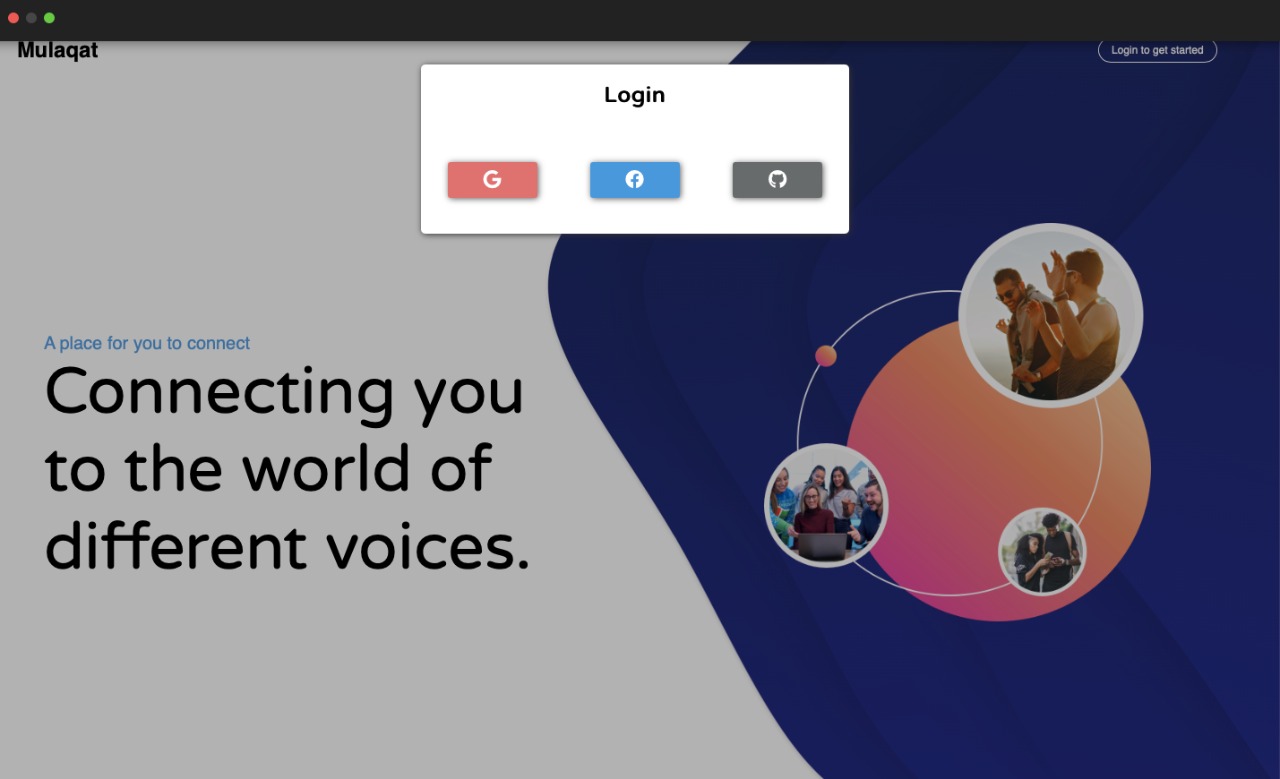 Mulaqat
Login to get started
Login
A place for you to connect
Connecting you
to the world of
different voices.